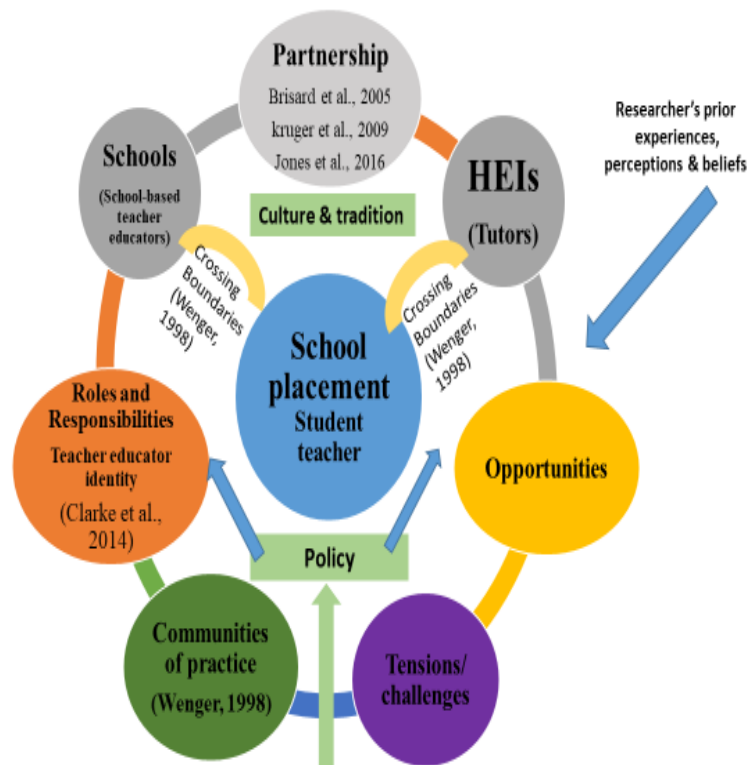 Partnership
Brisard et al., 2005
kruger et al., 2009
Jones et al., 2016
Schools
(School-based
teacher
educators)
HEIs
(Tutors)
Researcher's prior
experiences,
perceptions & beliefs
Culture & tradition
Crossing
Boundaries
(Wenger,
1998)
Crossing
Boundaries
(Wenger,
1998)
School
placement
Student
teacher
Roles and
Responsibilities
Teacher educator
identity
(Clarke et al.,
2014)
Opportunities
Policy
Communities
of practice
(Wenger, 1998)
Tensions/
challenges